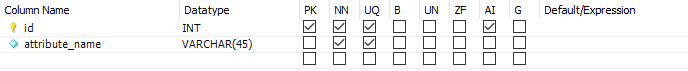 Column Name Datatype PK NN UQ B UN ZF AI G Default/Expression
id INT
attribute_name VARCHAR(45)